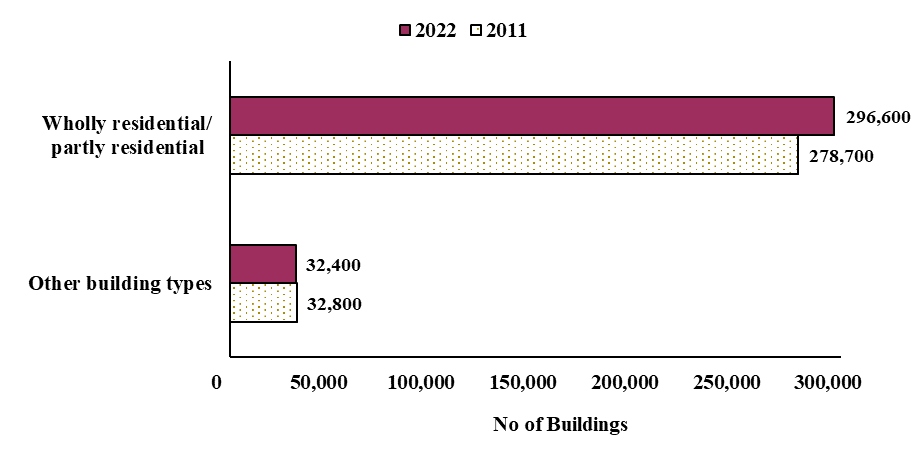 2022 2011
Wholly residential/
partly residential
296,600
278,700
Other building types
32,400
32,800
0 50,000 100,000 150,000 200,000 250,000 300,000
No of Buildings